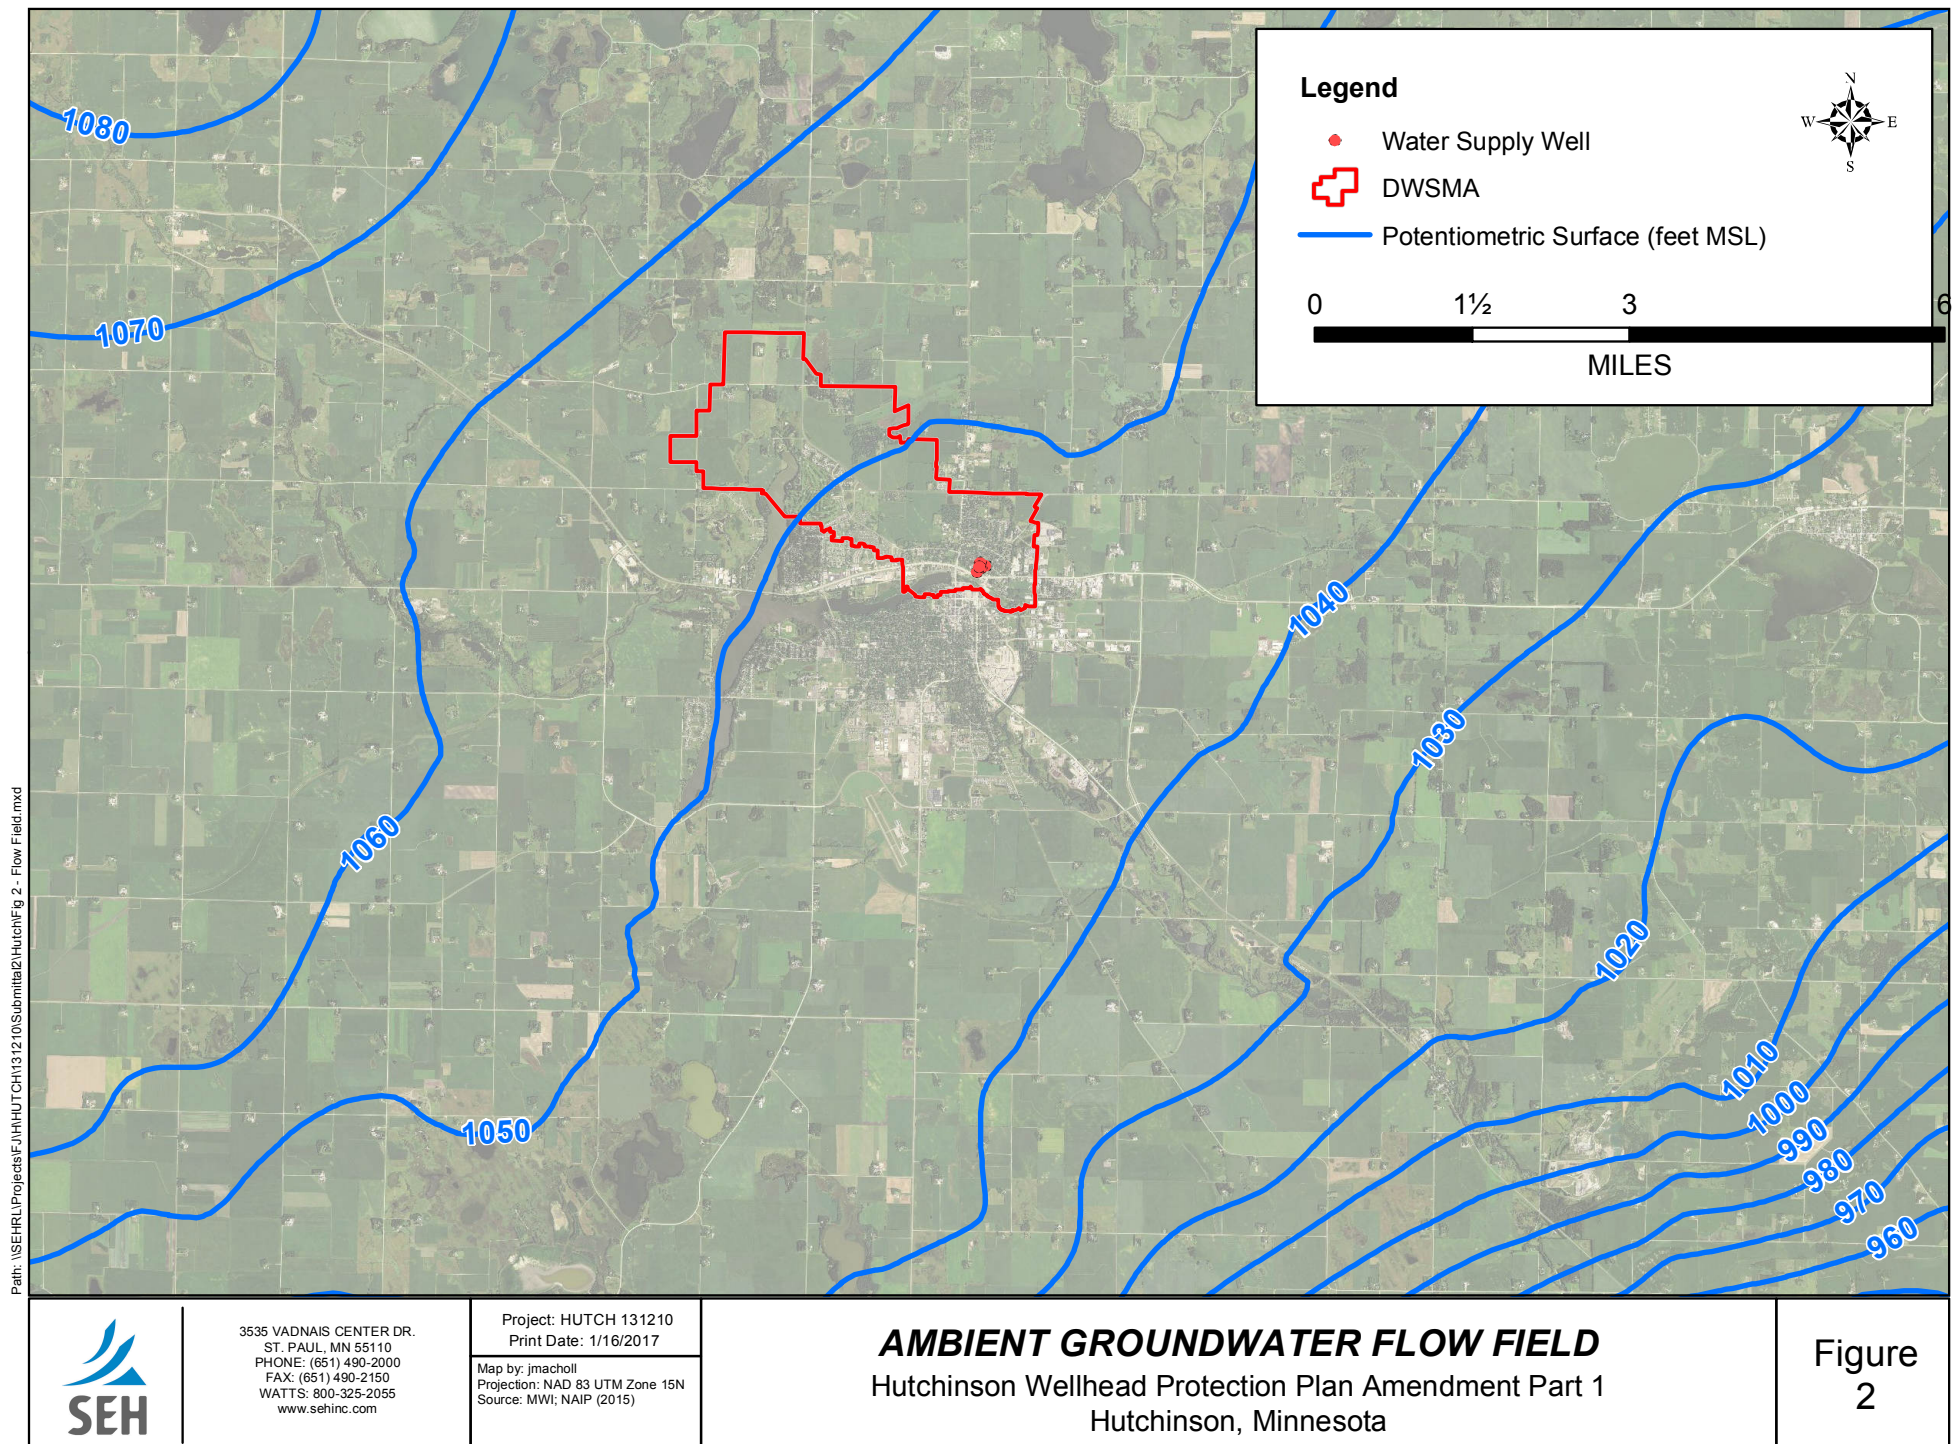 Legend
N
W
E
S
Water Supply Well
DWSMA
Potentiometric Surface (feet MSL)
0 1½ 3 6
MILES
1080
1070
1060
1050
1040
1030
1020
1010
1000
990
980
970
960
Path: \\SEHRL\Projects\FJ\H\HUTCH\131210\Submittal2\Hutch\Fig 2 - Flow Field.mxd
SEH
3535 VADNAIS CENTER DR.
ST. PAUL, MN 55110
PHONE: (651) 490-2000
FAX: (651) 490-2150
WATTS: 800-325-2055
www.sehinc.com
Project: HUTCH 131210
Print Date: 1/16/2017
Map by: jmacholl
Projection: NAD 83 UTM Zone 15N
Source: MWI; NAIP (2015)
AMBIENT GROUNDWATER FLOW FIELD
Hutchinson Wellhead Protection Plan Amendment Part 1
Hutchinson, Minnesota
Figure
2